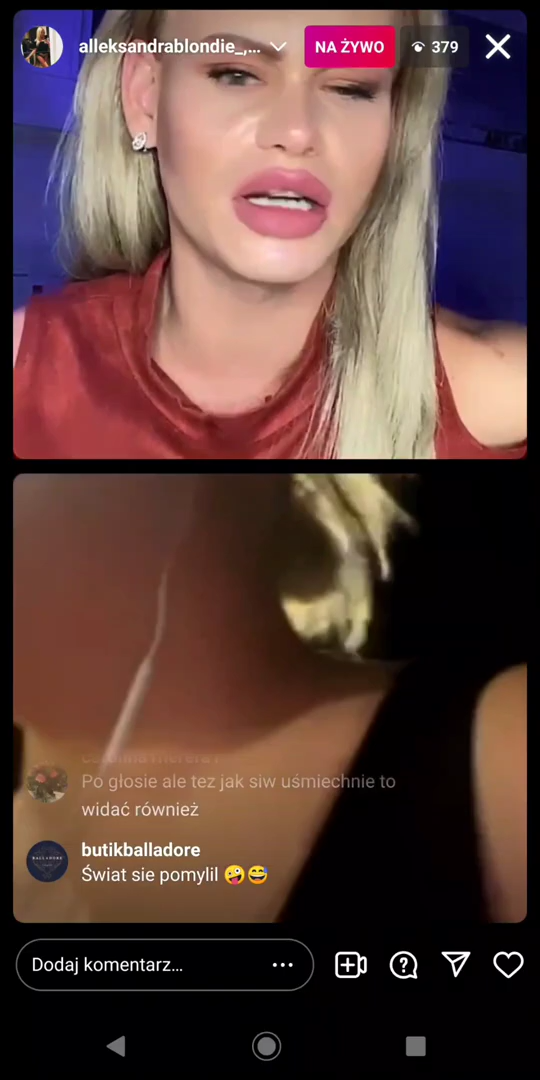 alleksandrablondie_,...
NA ŻYWO
379
Po głosie ale tez jak siw uśmiechnie to
widać również
BALLADORE
butikballadore
Świat sie pomylil 🤪😅
Dodaj komentarz...